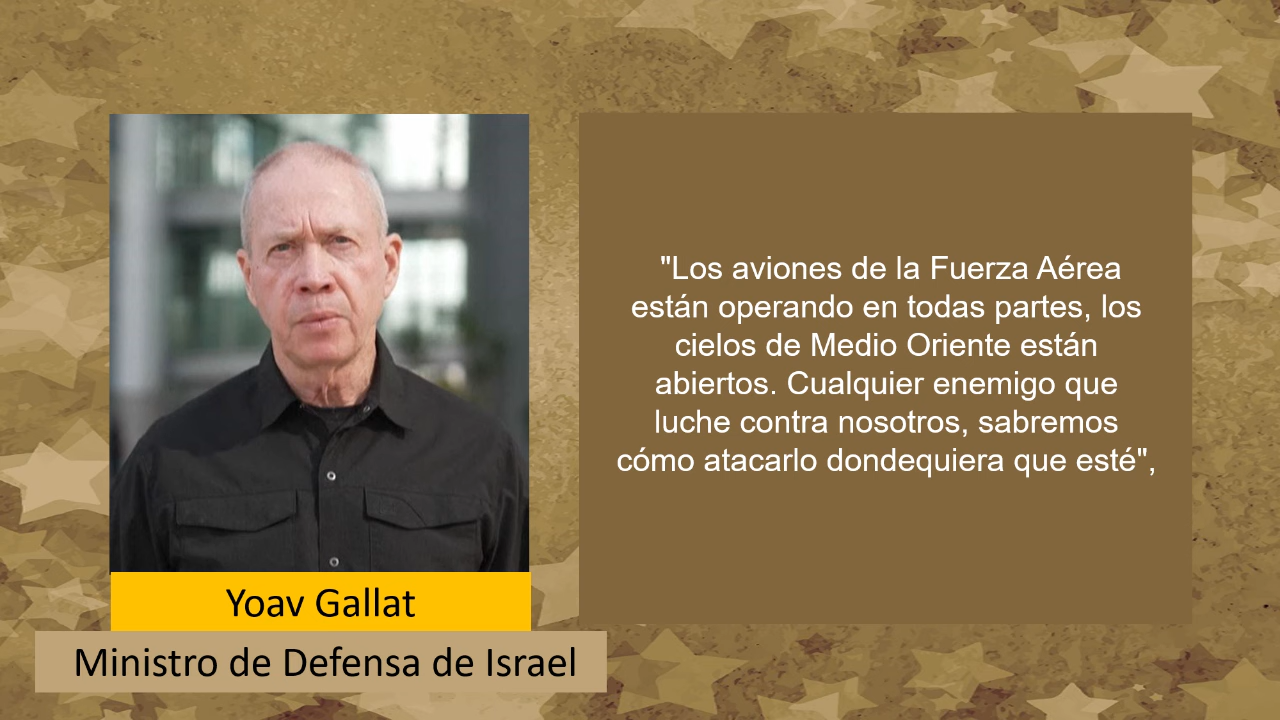 "Los aviones de la Fuerza Aérea
están operando en todas partes, los
cielos de Medio Oriente están
abiertos. Cualquier enemigo que
luche contra nosotros, sabremos
cómo atacarlo dondequiera que esté",
Yoav Gallat
Ministro de Defensa de Israel